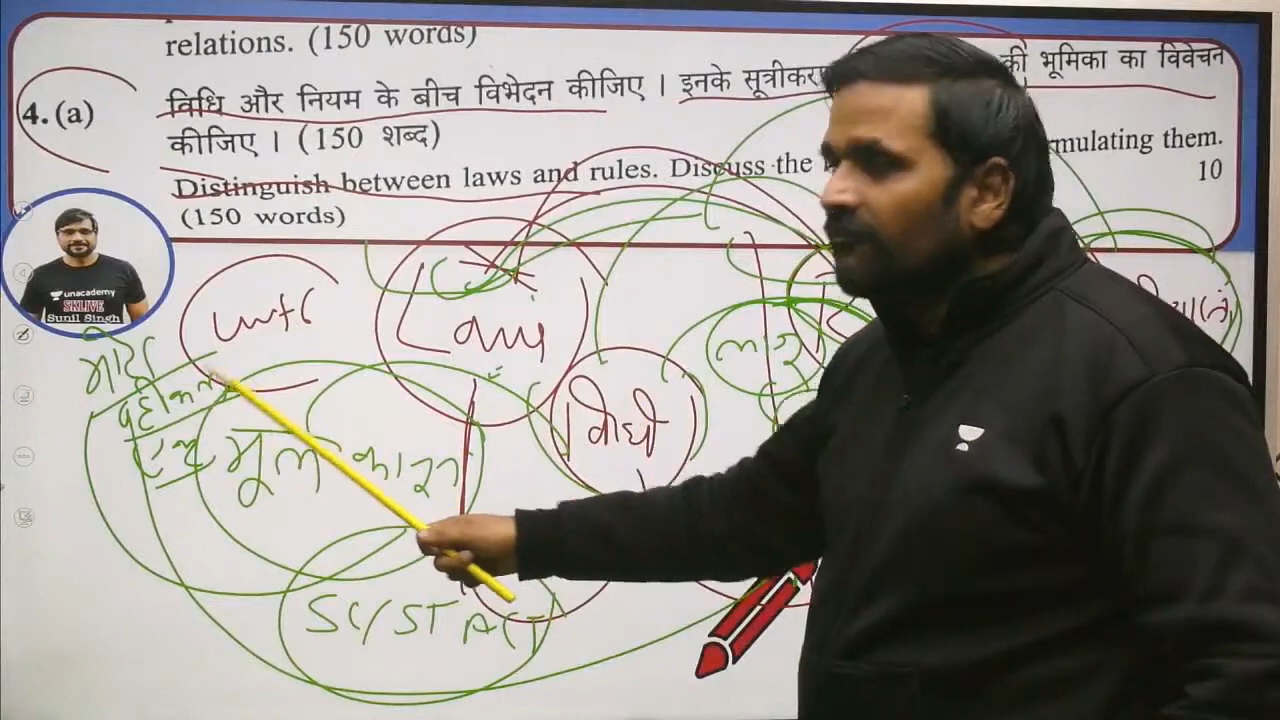 relations. (150 words)
4. (a) विधि और नियम के बीच विभेदन कीजिए । इनके सूत्रीकर की भूमिका का विवेचन
कीजिए । (150 शब्द)
Distinguish between laws and rules. Discuss the mulating them.
(150 words) 10
unacademy
SKLIVE
Sunil Singh
Law
विधी
लागू
मूल कारण
SC/ST ACT